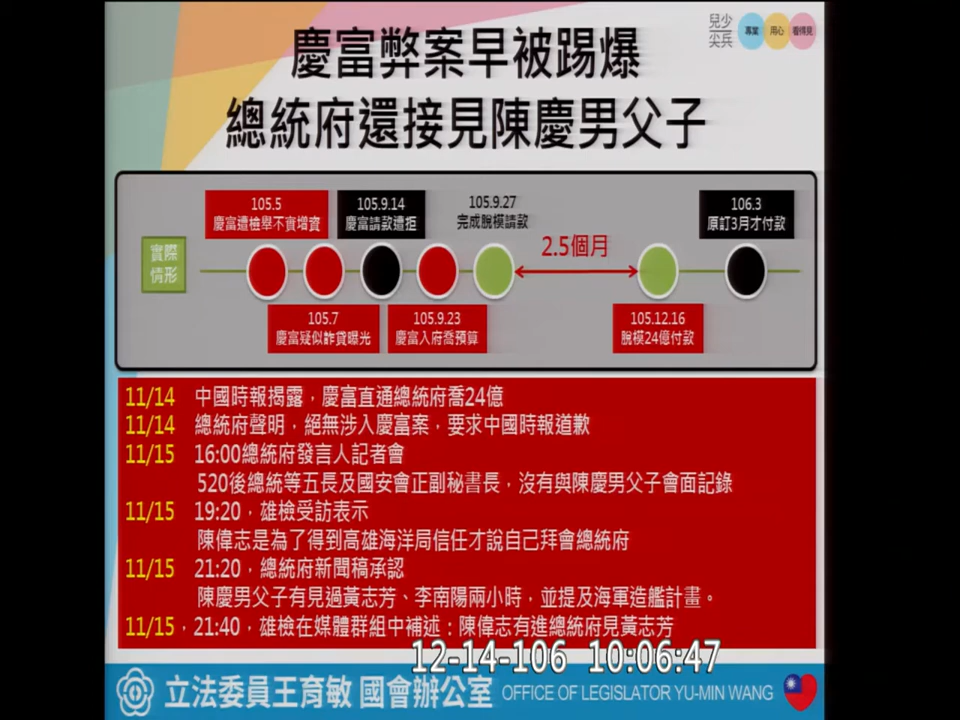 兒少
尖兵
專業
用心
看得見
慶富弊案早被踢爆
總統府還接見陳慶男父子
105.5
慶富遭檢舉不實增資
105.9.14
慶富請款遭拒
105.9.27
完成脫模請款
106.3
原訂3月才付款
實際
情形
2.5個月
105.7
慶富疑似詐貸曝光
105.9.23
慶富入府喬預算
105.12.16
脫模24億付款
11/14 中國時報揭露，慶富直通總統府喬24億
11/14 總統府聲明，絕無涉入慶富案，要求中國時報道歉
11/15 16:00總統府發言人記者會
520後總統等五長及國安會正副秘書長，沒有與陳慶男父子會面記錄
11/15 19:20，雄檢受訪表示
陳偉志是為了得到高雄海洋局信任才說自己拜會總統府
11/15 21:20，總統府新聞稿承認
陳慶男父子有見過黃志芳、李南陽兩小時，並提及海軍造艦計畫。
11/15，21:40，雄檢在媒體群組中補述：陳偉志有進總統府見黃志芳
12-14-106 10:06:47
立法委員王育敏 國會辦公室 OFFICE OF LEGISLATOR YU-MIN WANG